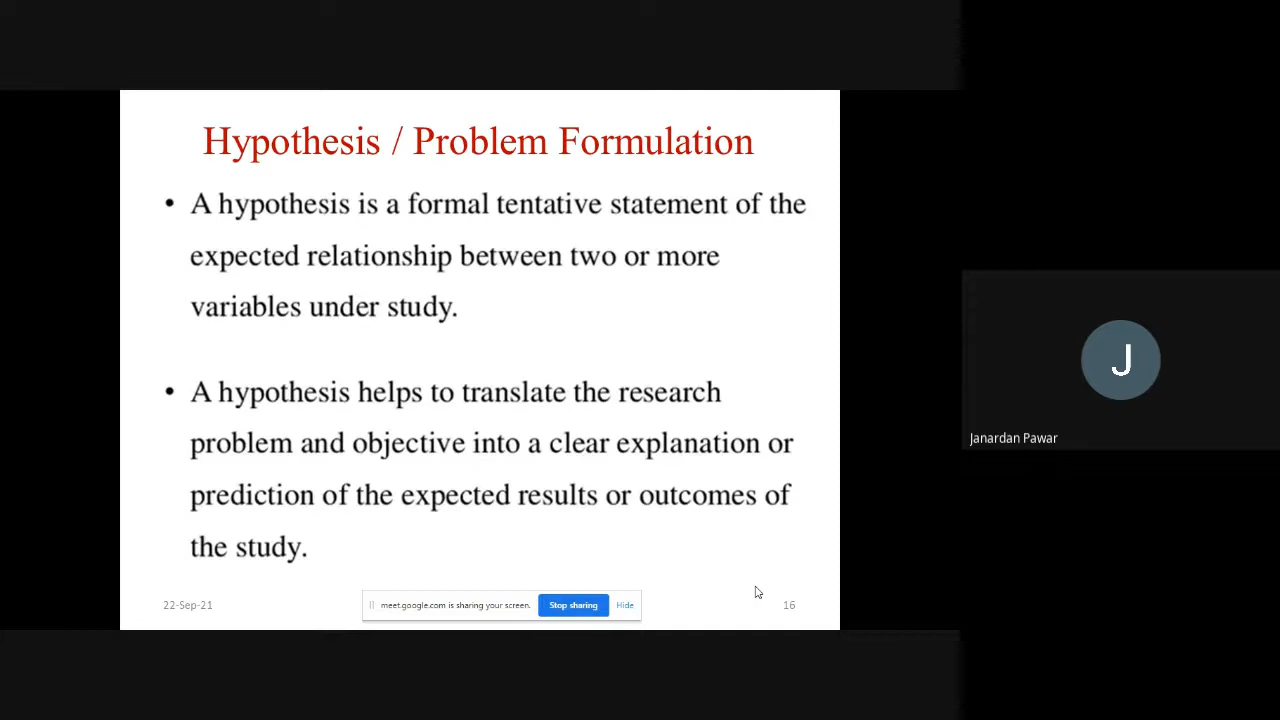 Hypothesis / Problem Formulation
• A hypothesis is a formal tentative statement of the
expected relationship between two or more
variables under study.
• A hypothesis helps to translate the research
problem and objective into a clear explanation or
prediction of the expected results or outcomes of
the study.
22-Sep-21
meet.google.com is sharing your screen.
Stop sharing
Hide
16
J
Janardan Pawar